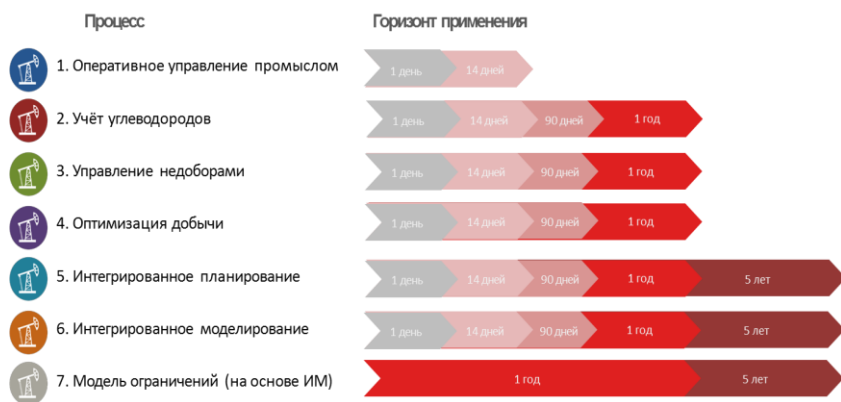 Процесс Горизонт применения
1. Оперативное управление промыслом 1 день 14 дней
2. Учёт углеводородов 1 день 14 дней 90 дней 1 год
3. Управление недоборами 1 день 14 дней 90 дней 1 год
4. Оптимизация добычи 1 день 14 дней 90 дней 1 год
5. Интегрированное планирование 1 день 14 дней 90 дней 1 год 5 лет
6. Интегрированное моделирование 1 день 14 дней 90 дней 1 год 5 лет
7. Модель ограничений (на основе ИМ) 1 год 5 лет